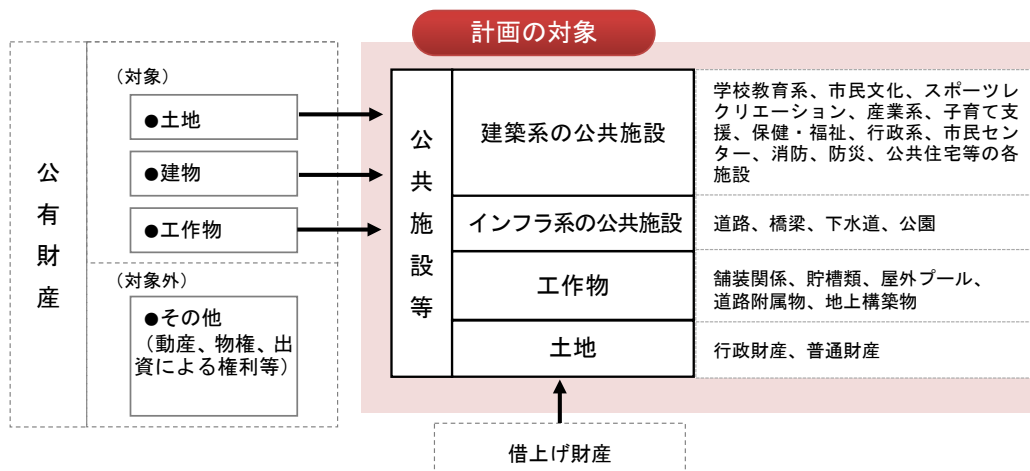 計画の対象
公有財産
（対象）
●土地
●建物
●工作物
（対象外）
●その他
（動産、物権、出
資による権利等）
公共施設等
建築系の公共施設
学校教育系、市民文化、スポーツレ
クリエーション、産業系、子育て支
援、保健・福祉、行政系、市民セン
ター、消防、防災、公共住宅等の各
施設
インフラ系の公共施設
道路、橋梁、下水道、公園
工作物
舗装関係、貯槽類、屋外プール、
道路附属物、地上構築物
土地
行政財産、普通財産
借上げ財産